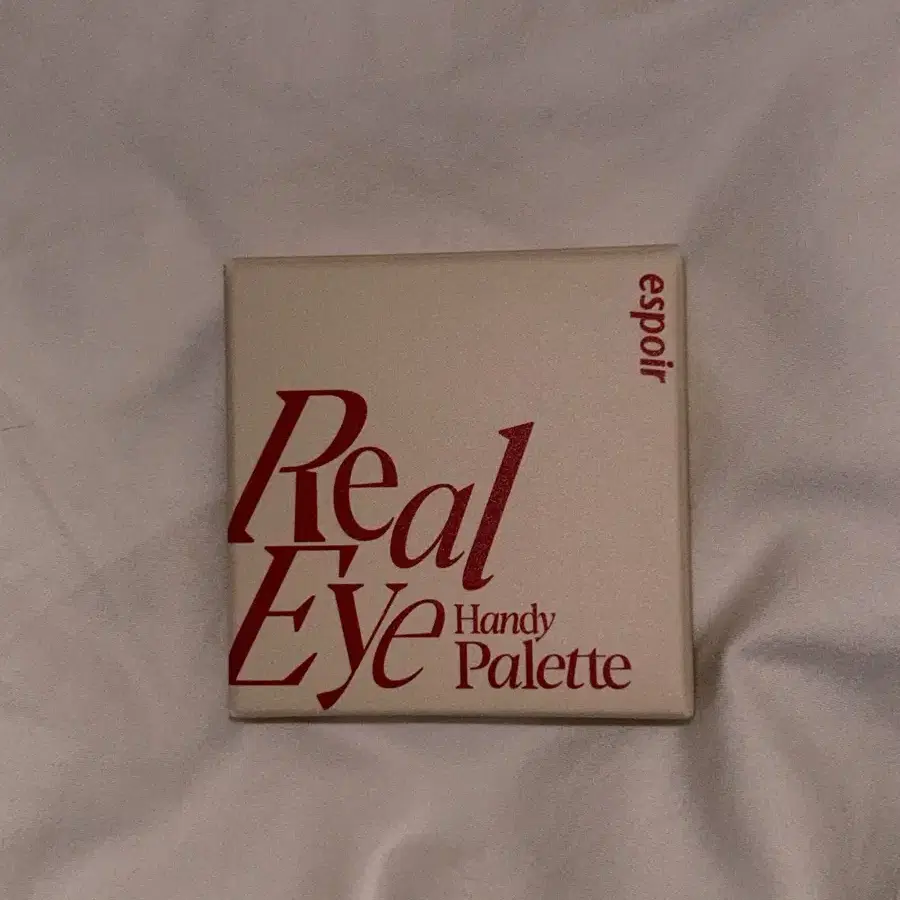 espoir
Real
Eye
Handy
Palette